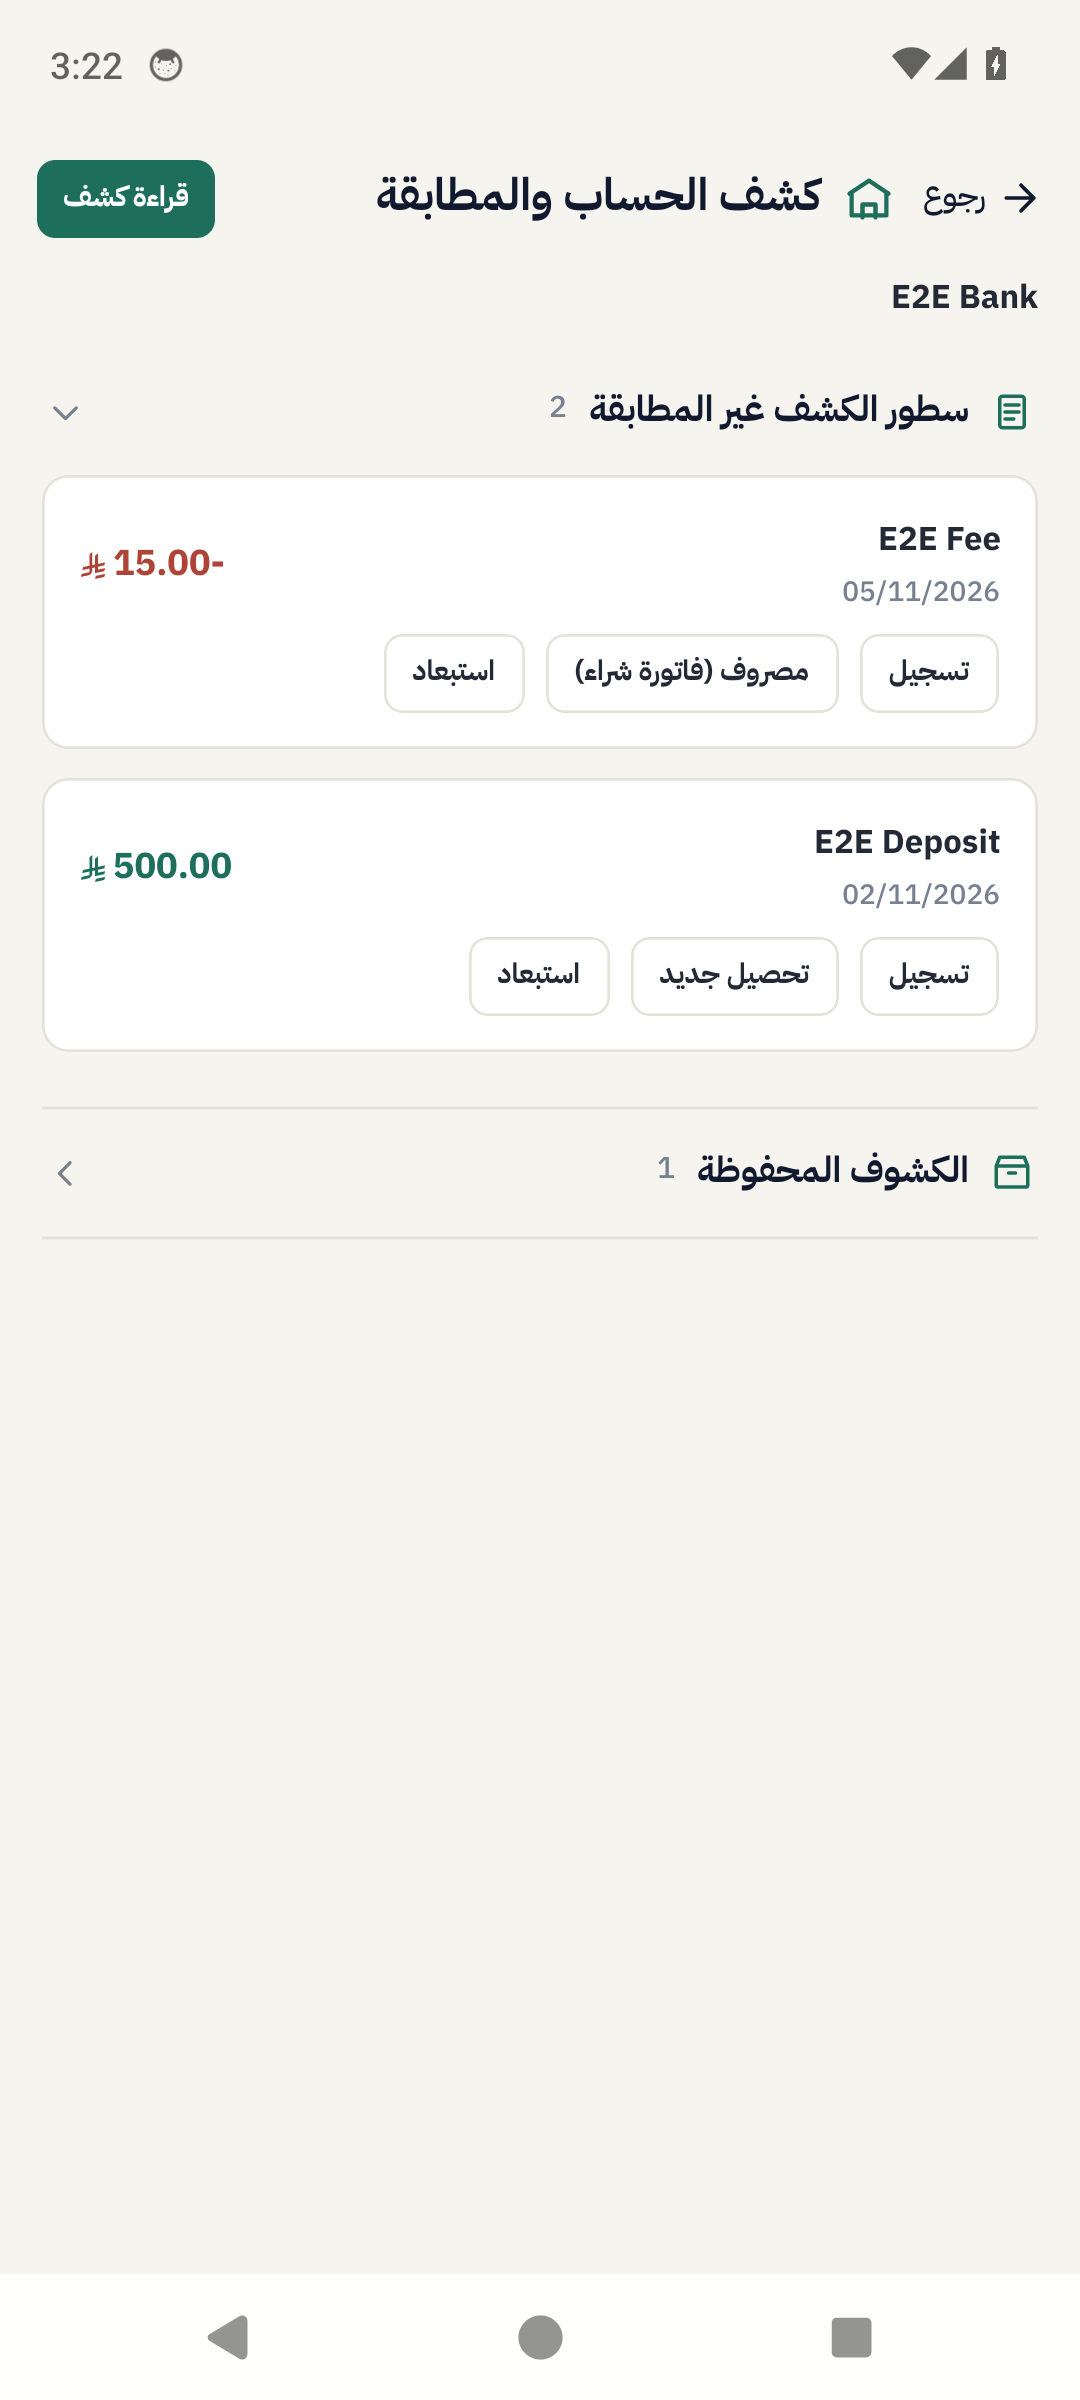 3:22
رجوع
كشف الحساب والمطابقة
قراءة كشف
E2E Bank
سطور الكشف غير المطابقة 2
E2E Fee
05/11/2026
15.00-
تسجيل
مصروف (فاتورة شراء)
استبعاد
E2E Deposit
02/11/2026
500.00
تسجيل
تحصيل جديد
استبعاد
الكشوف المحفوظة 1